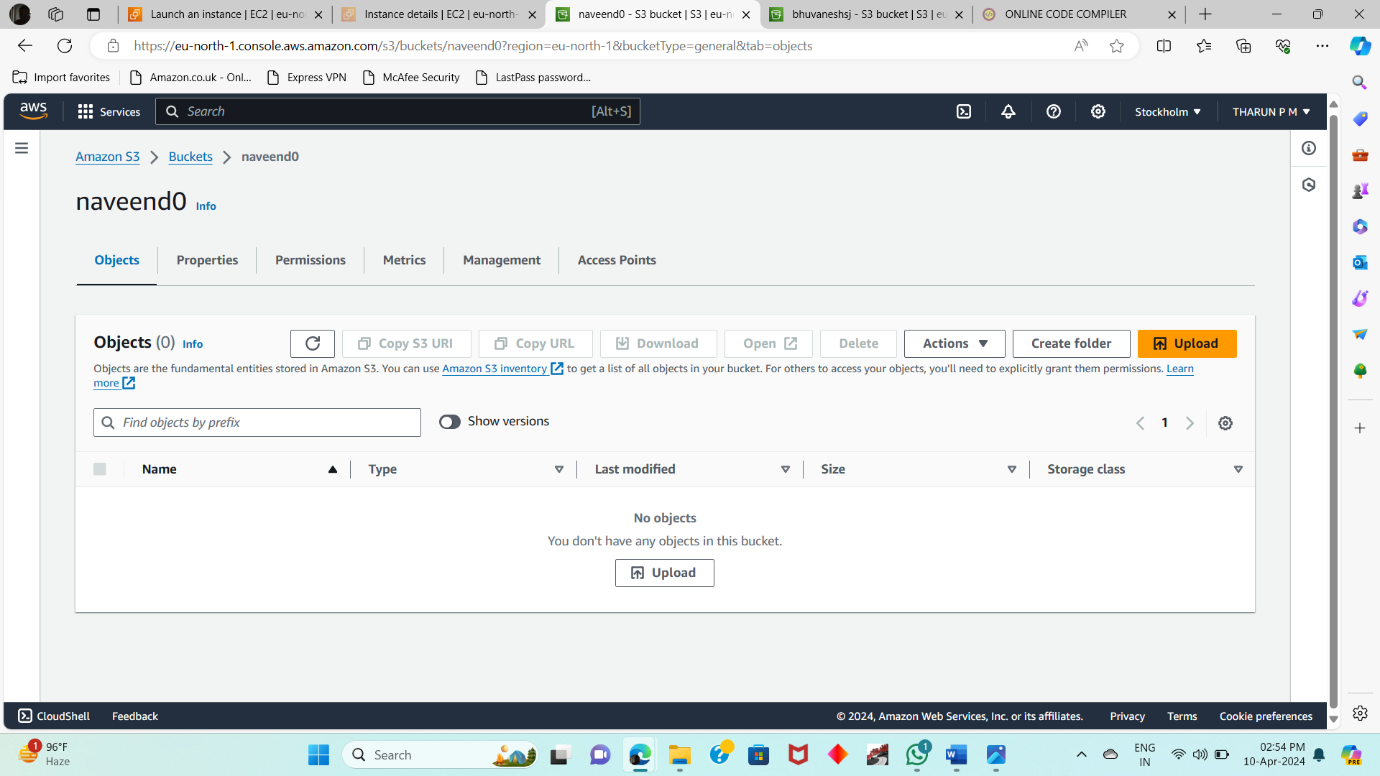 Launch an instance | EC2 | eu-no
Instance details | EC2 | eu-north-
naveend0 - S3 bucket | S3 | eu-n
bhuvaneshsj - S3 bucket | S3 | eu
ONLINE CODE COMPILER
https://eu-north-1.console.aws.amazon.com/s3/buckets/naveend0?region=eu-north-1&bucketType=general&tab=objects
Import favorites
Amazon.co.uk - Onl...
Express VPN
McAfee Security
LastPass password...
aws
Services
Search
[Alt+S]
Stockholm
THARUN P M
Amazon S3
Buckets
naveend0
naveend0 Info
Objects
Properties
Permissions
Metrics
Management
Access Points
Objects (0) Info
Copy S3 URI
Copy URL
Download
Open
Delete
Actions
Create folder
Upload
Objects are the fundamental entities stored in Amazon S3. You can use Amazon S3 inventory to get a list of all objects in your bucket. For others to access your objects, you'll need to explicitly grant them permissions. Learn
more
Find objects by prefix
Show versions
1
Name
Type
Last modified
Size
Storage class
No objects
You don't have any objects in this bucket.
Upload
CloudShell
Feedback
© 2024, Amazon Web Services, Inc. or its affiliates.
Privacy
Terms
Cookie preferences
1
96°F
Haze
Search
1
ENG
IN
02:54 PM
10-Apr-2024
PRE